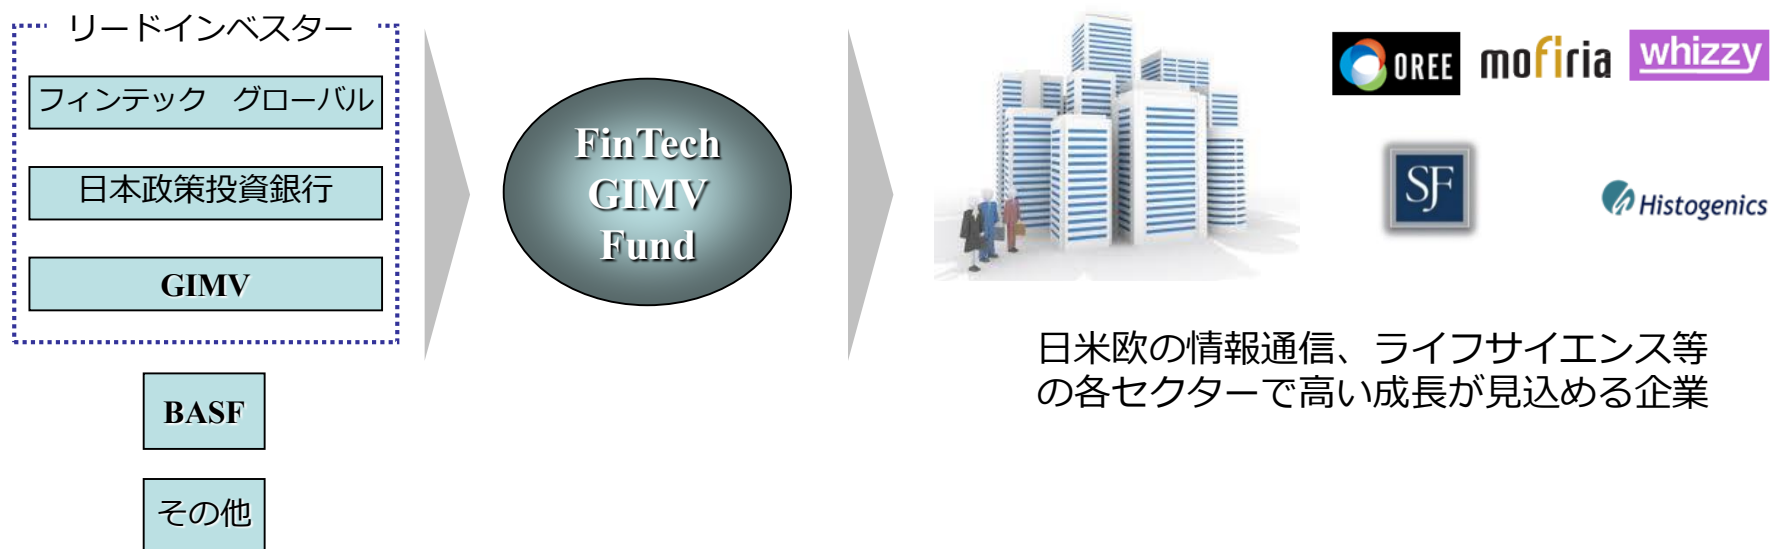 リードインベスター
フィンテック　グローバル
日本政策投資銀行
GIMV
BASF
その他
FinTech
GIMV
Fund
OREE
mofiria
whizzy
SF
Histogenics
日米欧の情報通信、ライフサイエンス等
の各セクターで高い成長が見込める企業